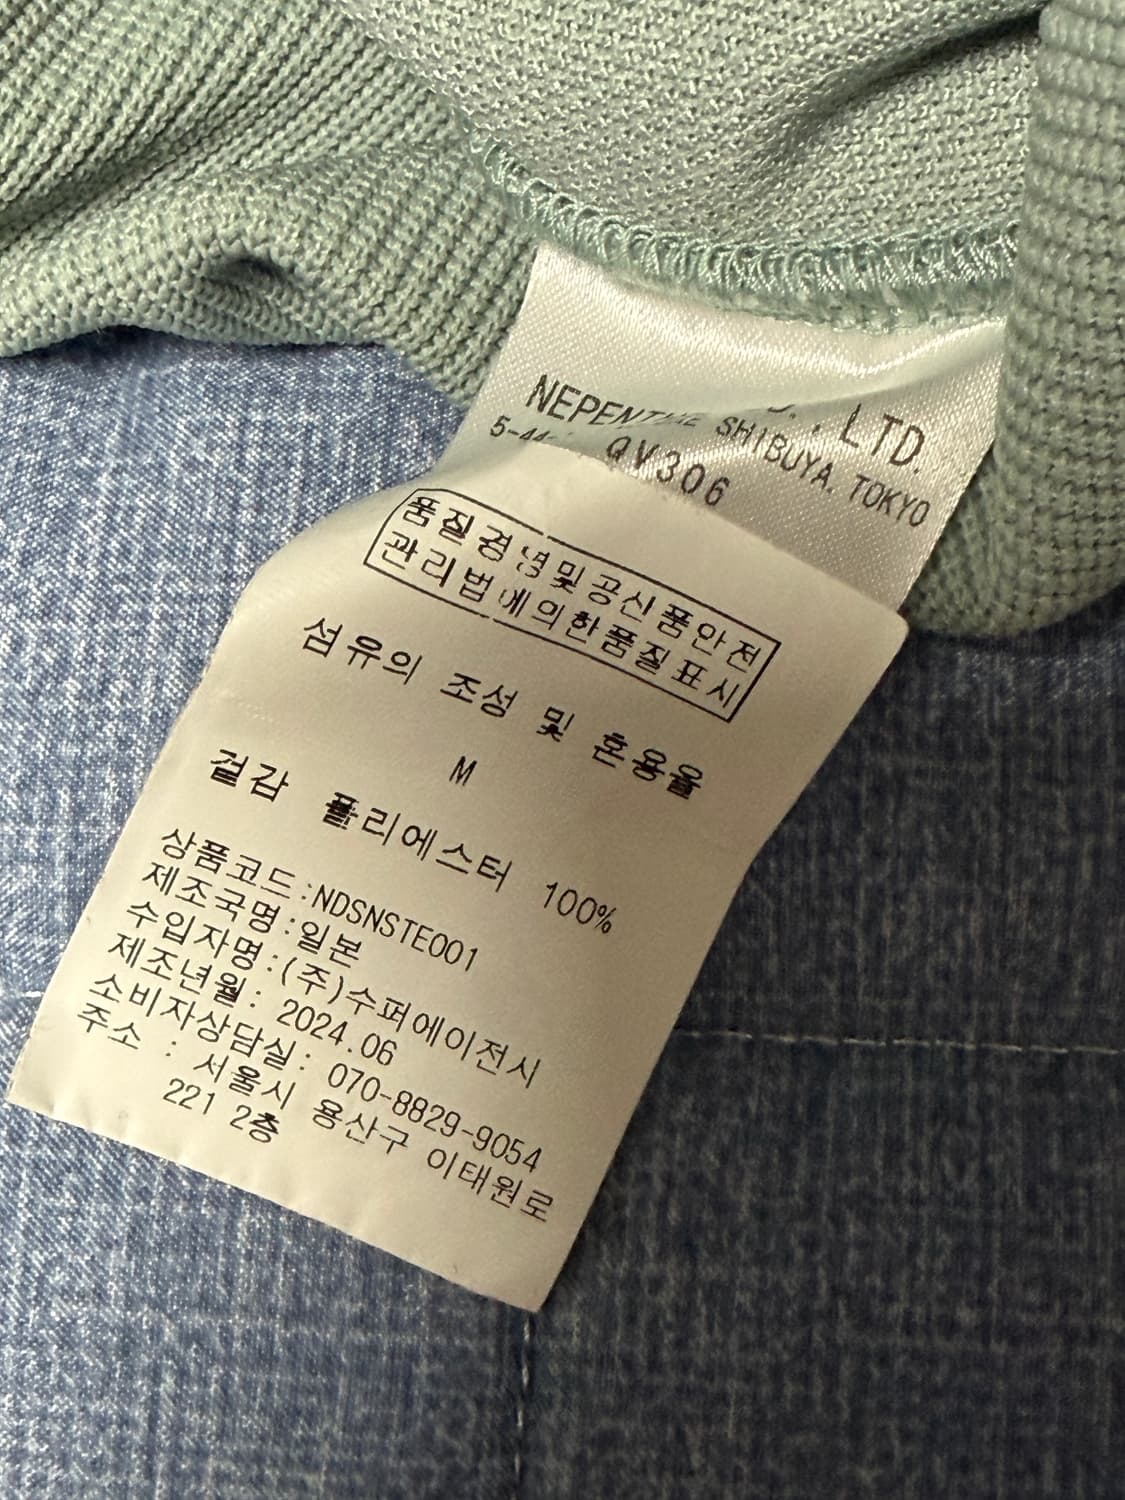 LTD.
SHIBUYA, TOKYO
QV306
품질경영및공산품안전
관리법에의한품질표시
섬유의 조성 및 혼용율
M
겉감 폴리에스터 100%
상품코드:NDSNSTE001
제조국명:일본
수입자명:(주)수퍼에이전시
제조년월: 2024.06
소비자상담실: 070-8829-9054
주소 : 서울시 용산구 이태원로
221 2층